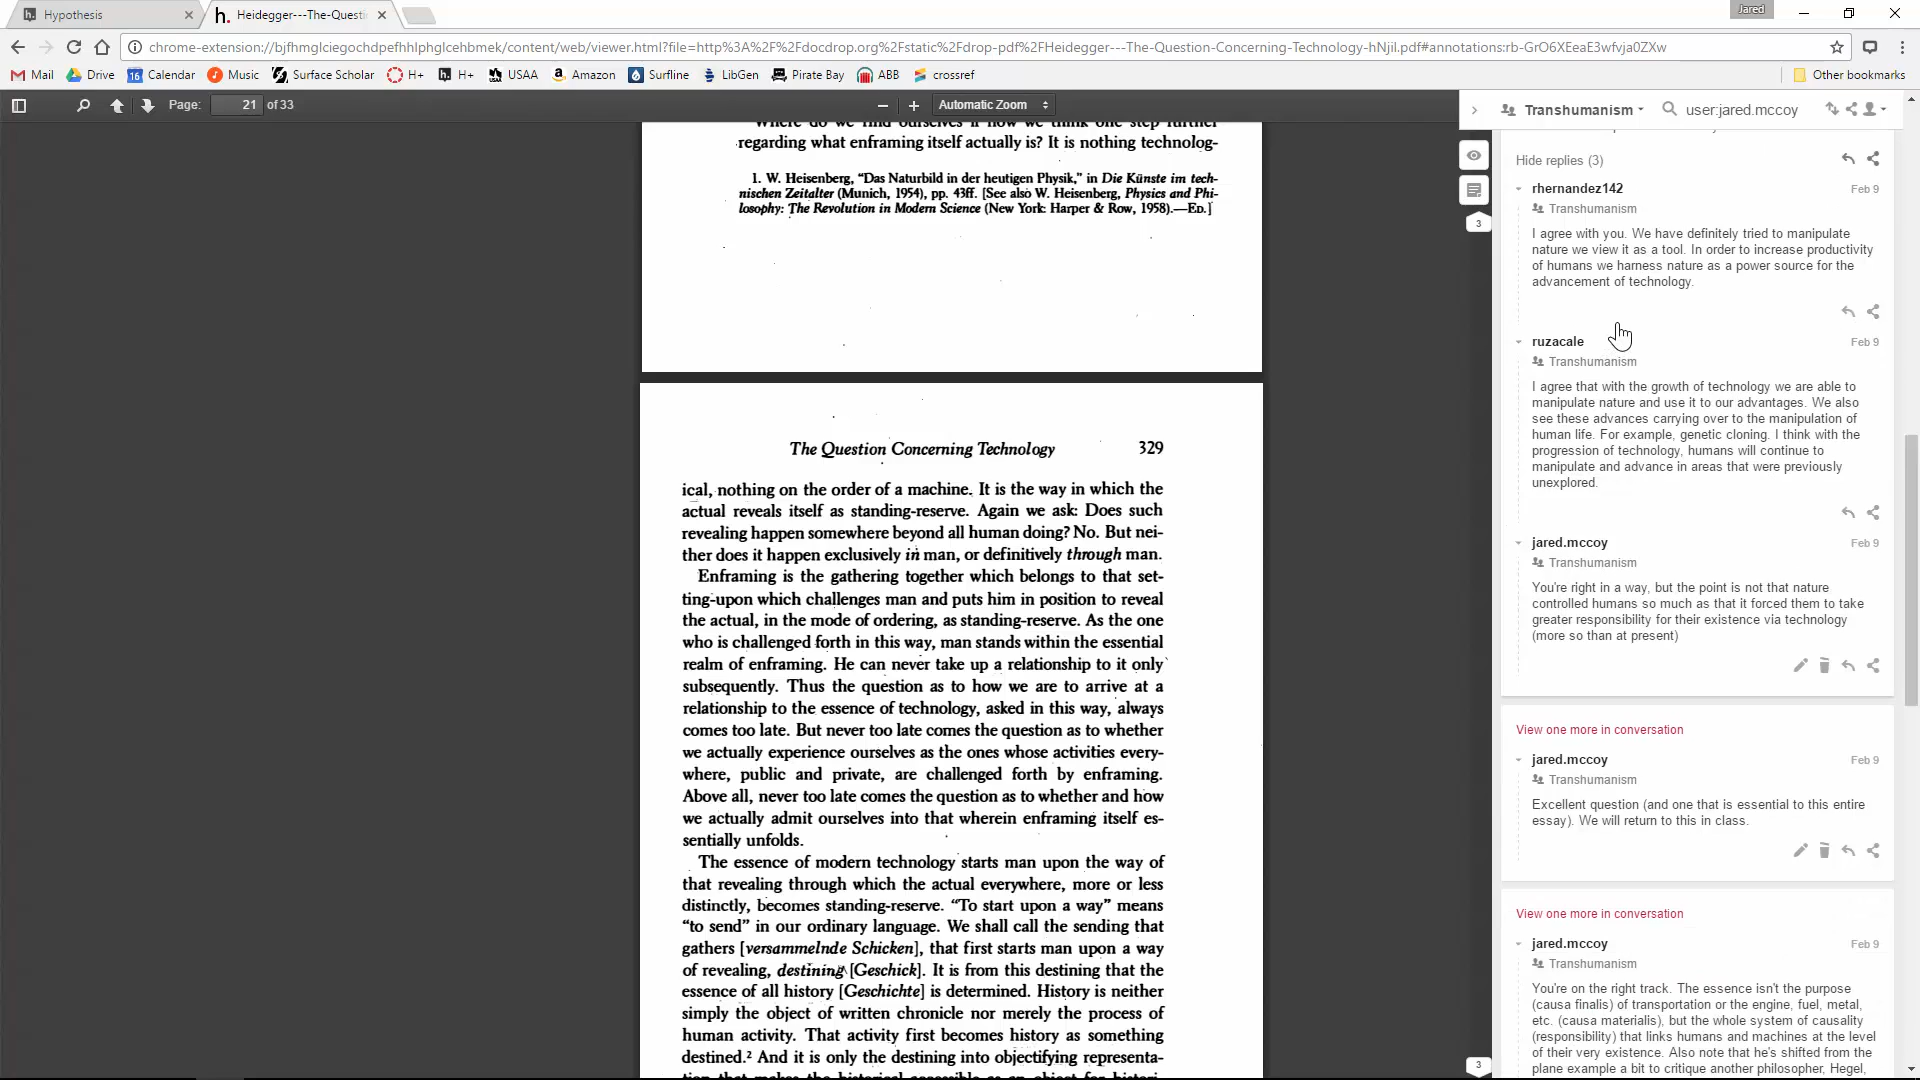 Hypothesis
Heidegger---The-Questi
Jared
chrome-extension://bjfhmglciegochdpefhhlphglcehbmek/content/web/viewer.html?file=http%3A%2F%2Fdocdrop.org%2Fstatic%2Fdrop-pdf%2FHeidegger---The-Question-Concerning-Technology-hNjil.pdf#annotations:rb-GrO6XEeaE3wfvja0ZXw
Mail Drive Calendar Music Surface Scholar H+ H+ USAA Amazon Surfline LibGen Pirate Bay ABB crossref Other bookmarks
Page: 21 of 33
Automatic Zoom
Transhumanism
user:jared.mccoy
Where do we find ourselves if now we think one step further
regarding what enframing itself actually is? It is nothing technolog-
1. W. Heisenberg, “Das Naturbild in der heutigen Physik,” in Die Künste im tech-
nischen Zeitalter (Munich, 1954), pp. 43ff. [See also W. Heisenberg, Physics and Phi-
losophy: The Revolution in Modern Science (New York: Harper & Row, 1958).—ED.]
The Question Concerning Technology 329
ical, nothing on the order of a machine. It is the way in which the
actual reveals itself as standing-reserve. Again we ask: Does such
revealing happen somewhere beyond all human doing? No. But nei-
ther does it happen exclusively in man, or definitively through man.
Enframing is the gathering together which belongs to that set-
ting-upon which challenges man and puts him in position to reveal
the actual, in the mode of ordering, as standing-reserve. As the one
who is challenged forth in this way, man stands within the essential
realm of enframing. He can never take up a relationship to it only
subsequently. Thus the question as to how we are to arrive at a
relationship to the essence of technology, asked in this way, always
comes too late. But never too late comes the question as to whether
we actually experience ourselves as the ones whose activities every-
where, public and private, are challenged forth by enframing.
Above all, never too late comes the question as to whether and how
we actually admit ourselves into that wherein enframing itself es-
sentially unfolds.
The essence of modern technology starts man upon the way of
that revealing through which the actual everywhere, more or less
distinctly, becomes standing-reserve. “To start upon a way” means
“to send” in our ordinary language. We shall call the sending that
gathers [versammelnde Schicken], that first starts man upon a way
of revealing, destining [Geschick]. It is from this destining that the
essence of all history [Geschichte] is determined. History is neither
simply the object of written chronicle nor merely the process of
human activity. That activity first becomes history as something
destined.² And it is only the destining into objectifying representa-
3
3
Hide replies (3)
rhernandez142 Feb 9
Transhumanism
I agree with you. We have definitely tried to manipulate
nature we view it as a tool. In order to increase productivity
of humans we harness nature as a power source for the
advancement of technology.
ruzacale Feb 9
Transhumanism
I agree that with the growth of technology we are able to
manipulate nature and use it to our advantages. We also
see these advances carrying over to the manipulation of
human life. For example, genetic cloning. I think with the
progression of technology, humans will continue to
manipulate and advance in areas that were previously
unexplored.
jared.mccoy Feb 9
Transhumanism
You're right in a way, but the point is not that nature
controlled humans so much as that it forced them to take
greater responsibility for their existence via technology
(more so than at present)
View one more in conversation
jared.mccoy Feb 9
Transhumanism
Excellent question (and one that is essential to this entire
essay). We will return to this in class.
View one more in conversation
jared.mccoy Feb 9
Transhumanism
You're on the right track. The essence isn't the purpose
(causa finalis) of transportation or the engine, fuel, metal,
etc. (causa materialis), but the whole system of causality
(responsibility) that links humans and machines at the level
of their very existence. Also note that he's shifted from the
plane example a bit to critique another philosopher, Hegel,